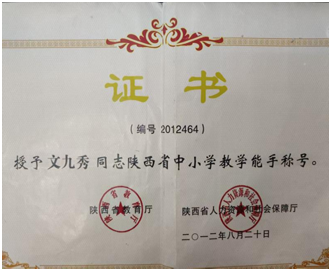 证书
（编号 2012464）
授予文九秀同志陕西省中小学教学能手称号。
陕西省教育厅 陕西省人力资源和社会保障厅
二〇一二年八月二十日